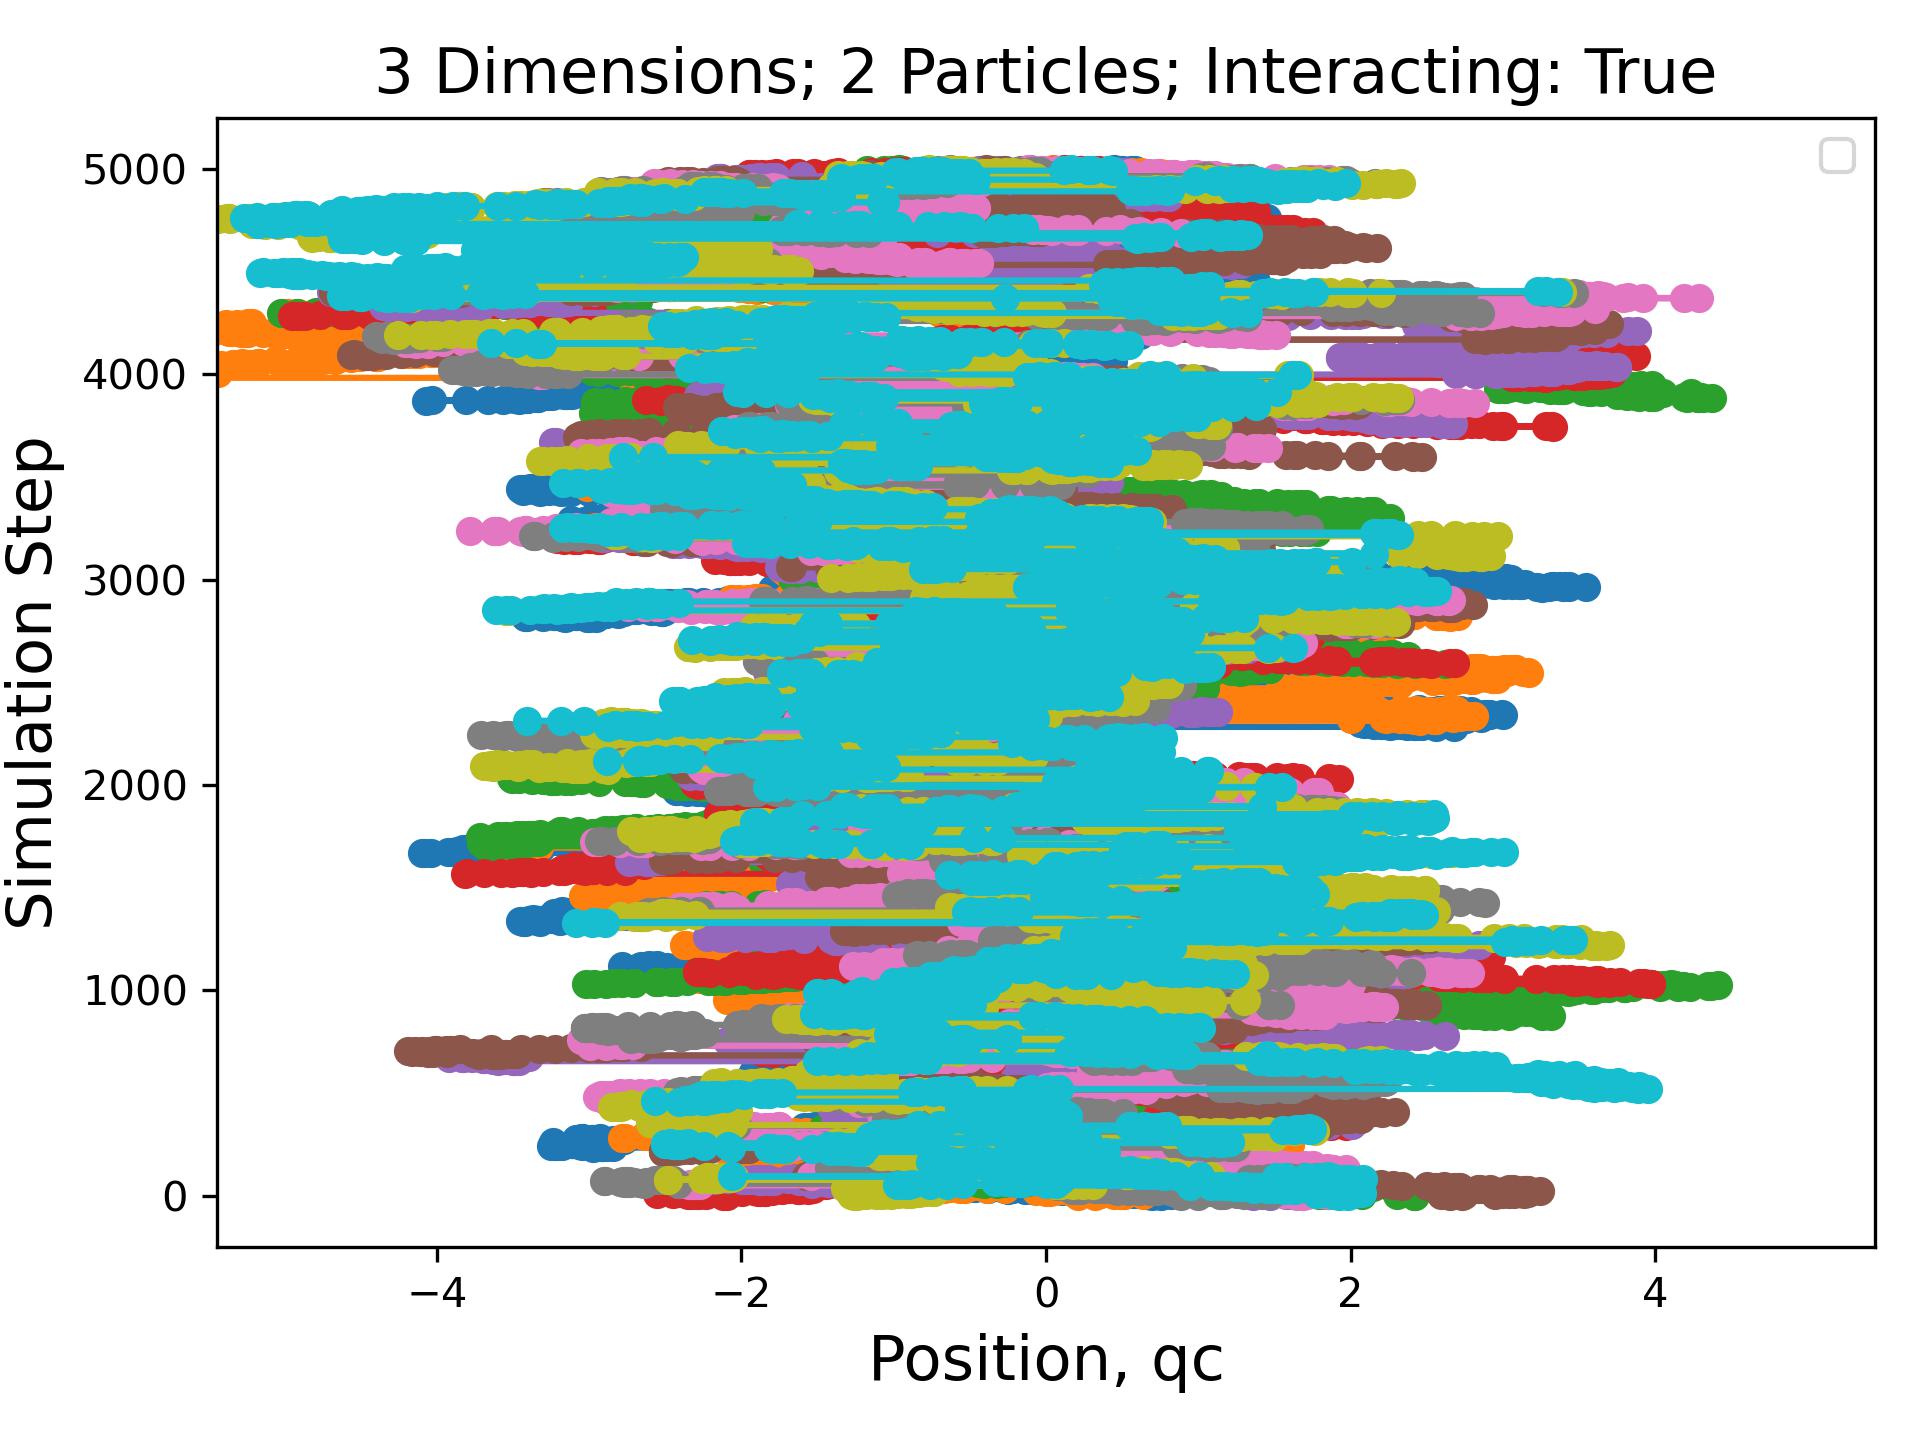 3 Dimensions; 2 Particles; Interacting: True
Simulation Step
5000
4000
3000
2000
1000
0
−4 −2 0 2 4
Position, qc